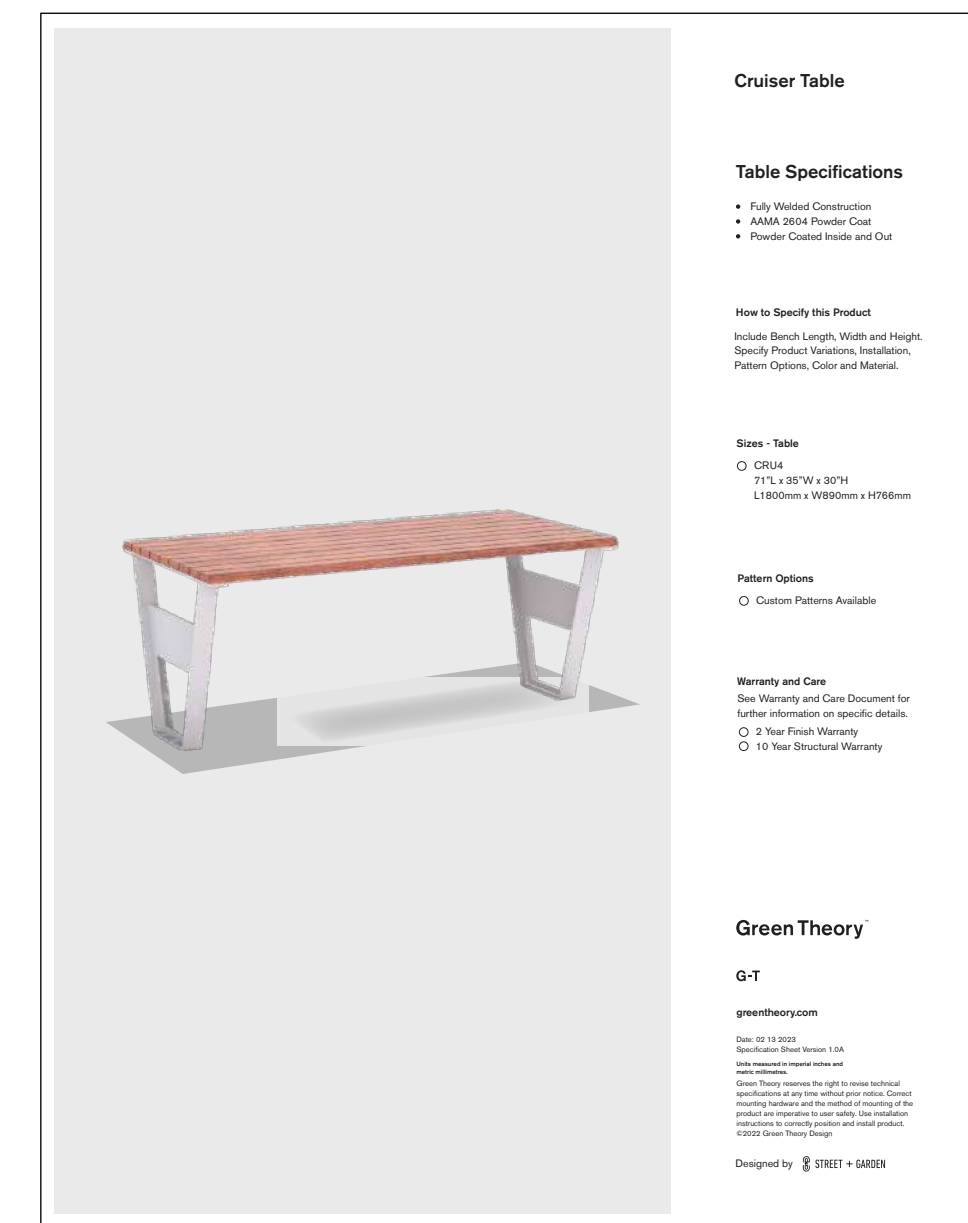 Cruiser Table
Table Specifications
• Fully Welded Construction
• AAMA 2604 Powder Coat
• Powder Coated Inside and Out
How to Specify this Product
Include Bench Length, Width and Height.
Specify Product Variations, Installation,
Pattern Options, Color and Material.
Sizes - Table
CRU4
71"L x 35"W x 30"H
L1800mm x W890mm x H766mm
Pattern Options
Custom Patterns Available
Warranty and Care
See Warranty and Care Document for
further information on specific details.
2 Year Finish Warranty
10 Year Structural Warranty
Green Theory™
G-T
greentheory.com
Date: 02 13 2023
Specification Sheet Version 1.0A
Units measured in imperial inches and
metric millimetres.
Green Theory reserves the right to revise technical
specifications at any time without prior notice. Correct
mounting hardware and the method of mounting of the
product are imperative to user safety. Use installation
instructions to correctly position and install product.
©2022 Green Theory Design
Designed by STREET + GARDEN